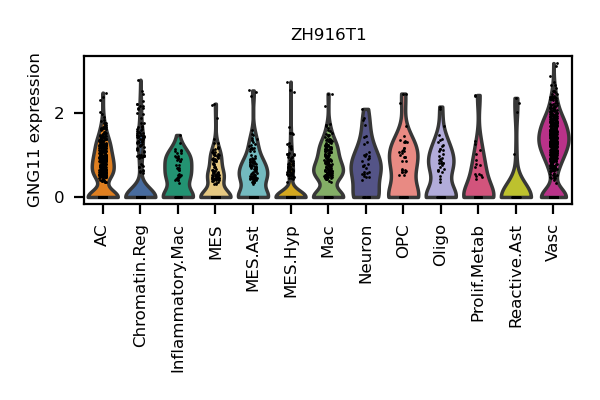 ZH916T1
GNG11 expression
2
0
AC
Chromatin.Reg
Inflammatory.Mac
MES
MES.Ast
MES.Hyp
Mac
Neuron
OPC
Oligo
Prolif.Metab
Reactive.Ast
Vasc